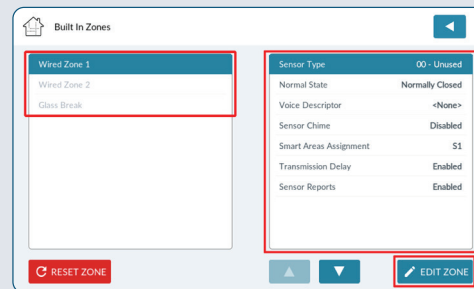 Built In Zones
Wired Zone 1
Wired Zone 2
Glass Break
Sensor Type 00 - Unused
Normal State Normally Closed
Voice Descriptor <None>
Sensor Chime Disabled
Smart Areas Assignment S1
Transmission Delay Enabled
Sensor Reports Enabled
RESET ZONE
EDIT ZONE